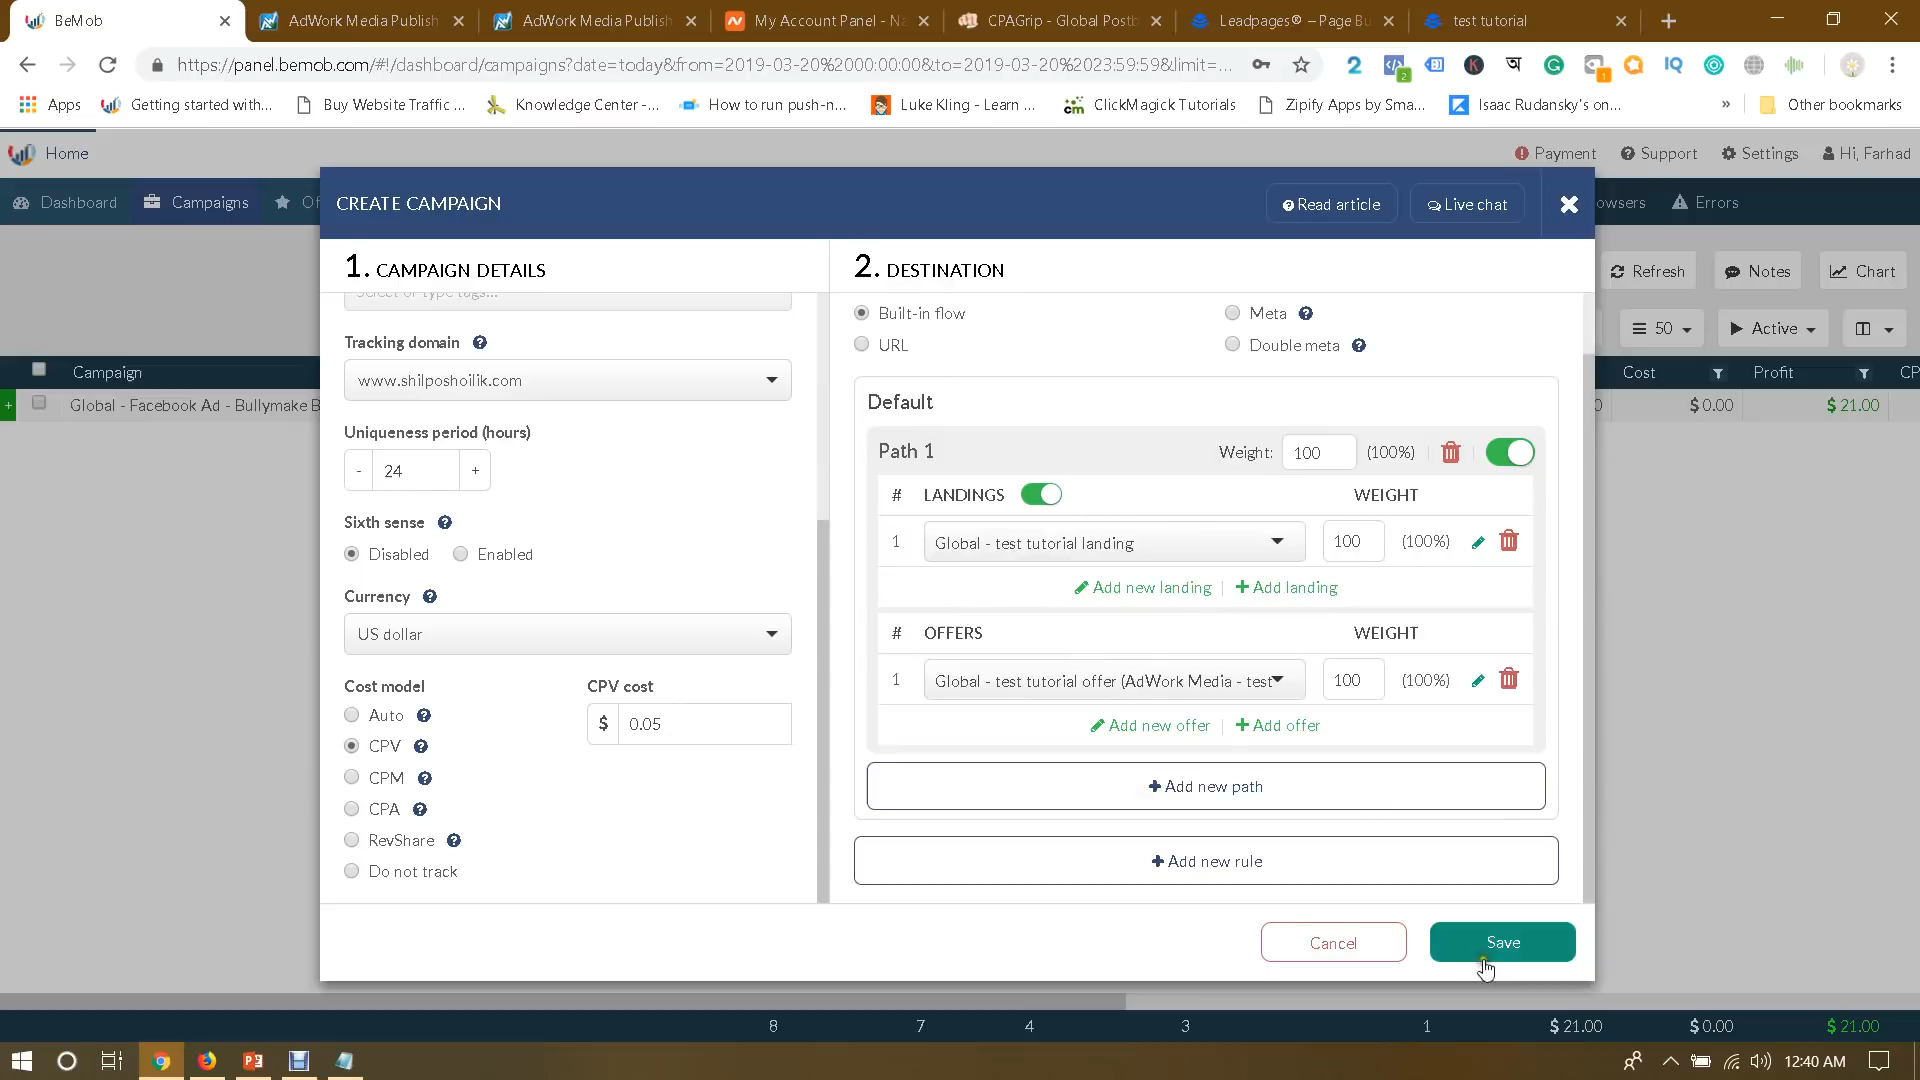 BeMob
AdWork Media Publish
AdWork Media Publish
My Account Panel - Na
CPAGrip - Global Postb
Leadpages® – Page Bu
test tutorial
https://panel.bemob.com/#!/dashboard/campaigns?date=today&from=2019-03-20%2000:00:00&to=2019-03-20%2023:59:59&limit=...
Apps
Getting started with...
Buy Website Traffic ...
Knowledge Center -...
How to run push-n...
Luke Kling - Learn ...
ClickMagick Tutorials
Zipify Apps by Sma...
Isaac Rudansky's on...
»
Other bookmarks
Home
Payment
Support
Settings
Hi, Farhad
Dashboard
Campaigns
Of
owsers
Errors
CREATE CAMPAIGN
Read article
Live chat
Refresh
Notes
Chart
50
Active
Campaign
Cost
Profit
CP
Global - Facebook Ad - Bullymake B
0
$ 0.00
$ 21.00
1. CAMPAIGN DETAILS
Select or type tags...
Tracking domain
www.shilposhoilik.com
Uniqueness period (hours)
- 24 +
Sixth sense
Disabled
Enabled
Currency
US dollar
Cost model
CPV cost
Auto
$ 0.05
CPV
CPM
CPA
RevShare
Do not track
2. DESTINATION
Built-in flow
Meta
URL
Double meta
Default
Path 1
Weight: 100 (100%)
# LANDINGS WEIGHT
1 Global - test tutorial landing 100 (100%)
Add new landing | + Add landing
# OFFERS WEIGHT
1 Global - test tutorial offer (AdWork Media - test 100 (100%)
Add new offer | + Add offer
+ Add new path
+ Add new rule
Cancel
Save
8 7 4 3 1 $ 21.00 $ 0.00 $ 21.00
12:40 AM